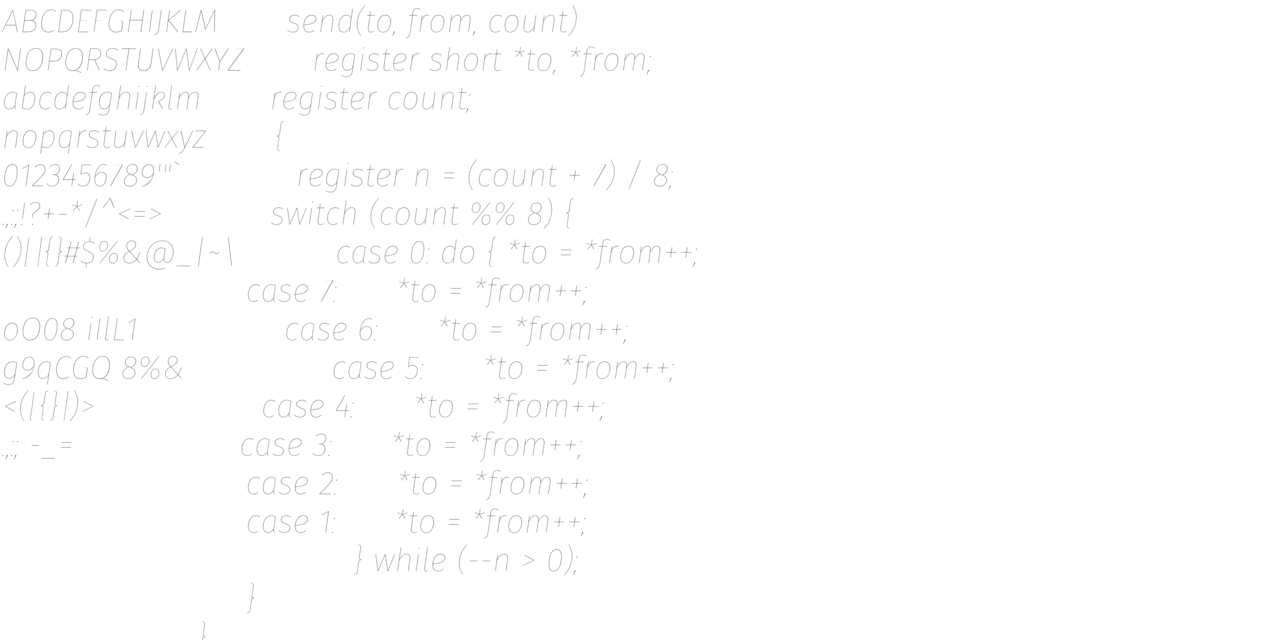 ABCDEFGHIJKLM send(to, from, count)
NOPQRSTUVWXYZ register short *to, *from;
abcdefghijklm register count;
nopqrstuvwxyz {
0123456789'"` register n = (count + 7) / 8;
.,:;!?+-*/^<=> switch (count %% 8) {
()[]{}#$%&@_|~\ case 0: do { *to = *from++;
case 7: *to = *from++;
oO08 iIlL1 case 6: *to = *from++;
g9qCGQ 8%& case 5: *to = *from++;
<([{}])> case 4: *to = *from++;
.,:; -_= case 3: *to = *from++;
case 2: *to = *from++;
case 1: *to = *from++;
} while (--n > 0);
}
}